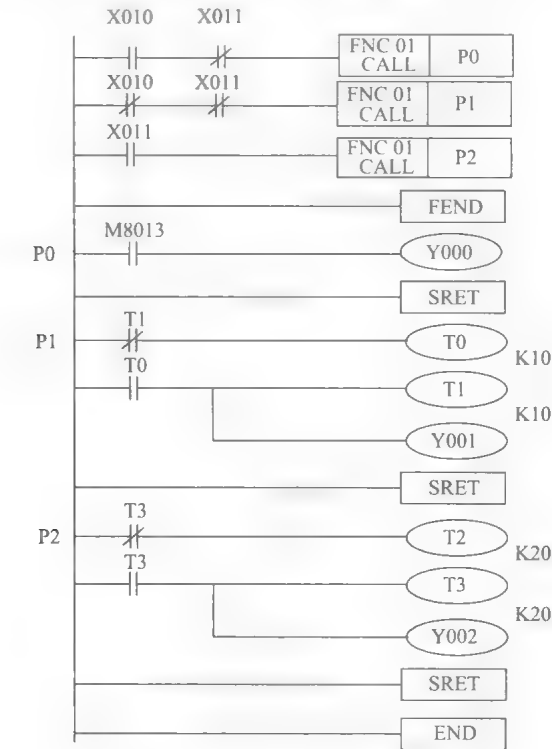 X010 X011
FNC 01 CALL P0
X010 X011
FNC 01 CALL P1
X011
FNC 01 CALL P2
FEND
M8013
P0 Y000
SRET
T1
P1 T0 K10
T0
T1 K10
Y001
SRET
T3
P2 T2 K20
T3
T3 K20
Y002
SRET
END